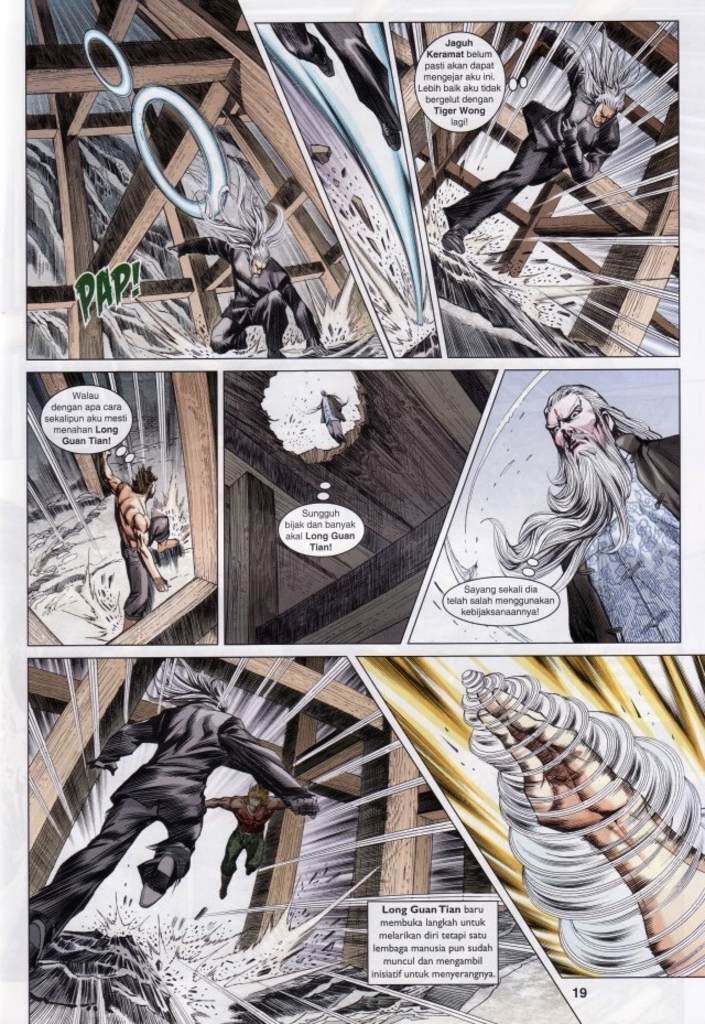 Jaguh
Keramat belum
pasti akan dapat
mengejar aku ini.
Lebih baik aku tidak
bergelut dengan
Tiger Wong
lagi!
PAP!
Walau
dengan apa cara
sekalipun aku mesti
menahan Long
Guan Tian!
Sungguh
bijak dan banyak
akal Long Guan
Tian!
Sayang sekali dia
telah salah menggunakan
kebijaksanaannya!
Long Guan Tian baru
membuka langkah untuk
melarikan diri tetapi satu
lembaga manusia pun sudah
muncul dan mengambil
inisiatif untuk menyerangnya.
19